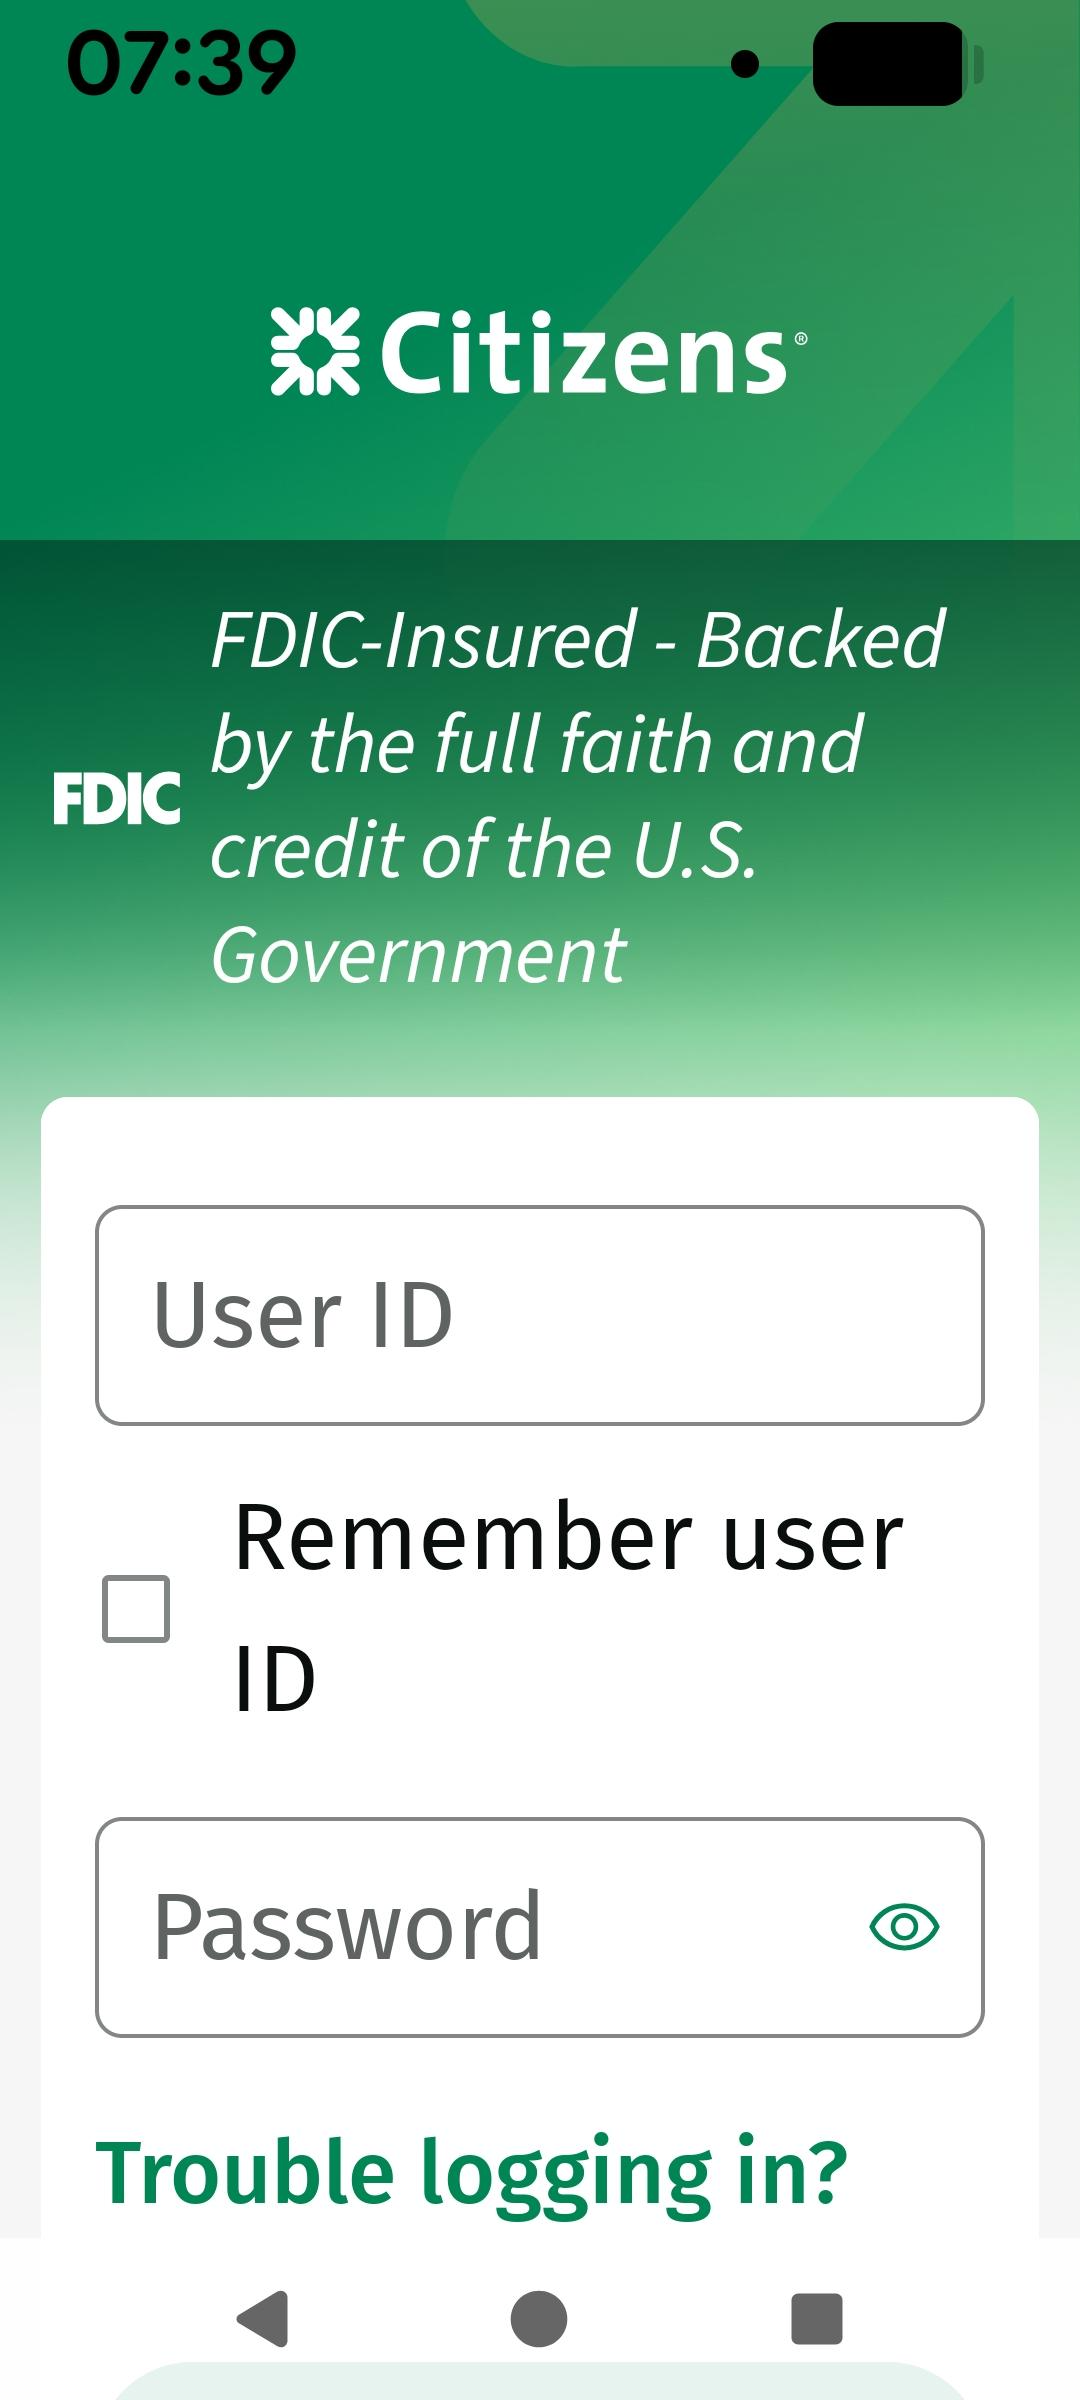 07:39
Citizens®
FDIC
FDIC-Insured - Backed
by the full faith and
credit of the U.S.
Government
User ID
Remember user
ID
Password
Trouble logging in?